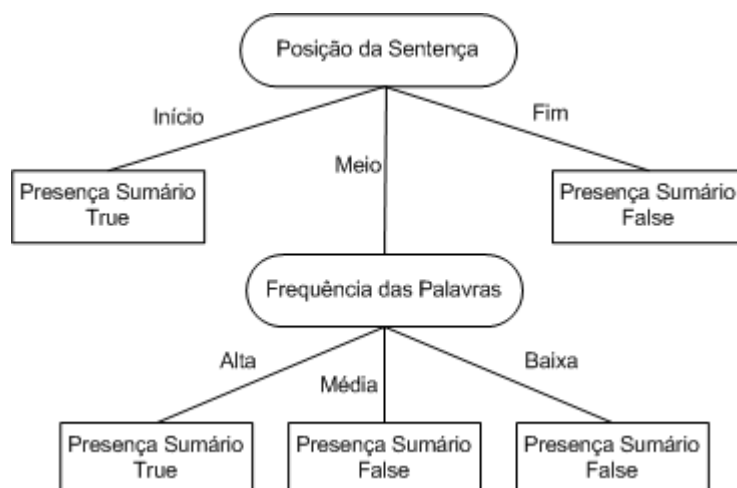 Posição da Sentença
Início
Fim
Meio
Presença Sumário
True
Presença Sumário
False
Frequência das Palavras
Alta
Média
Baixa
Presença Sumário
True
Presença Sumário
False
Presença Sumário
False